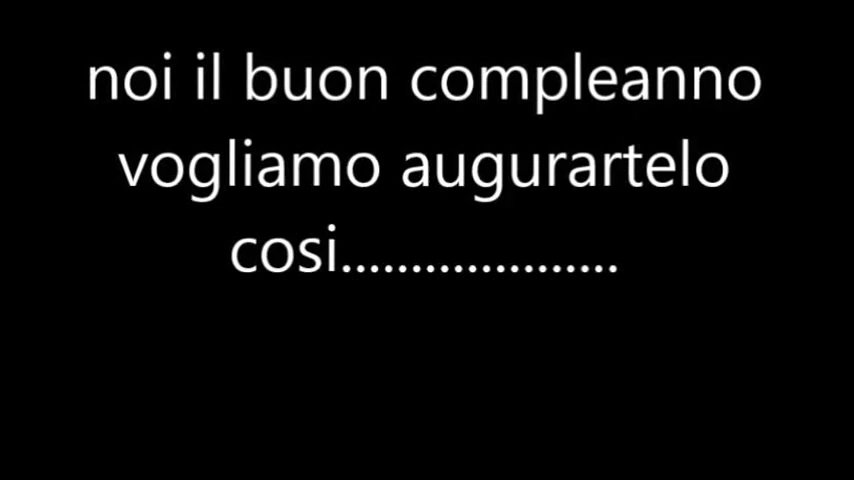 noi il buon compleanno
vogliamo augurartelo
cosi....................